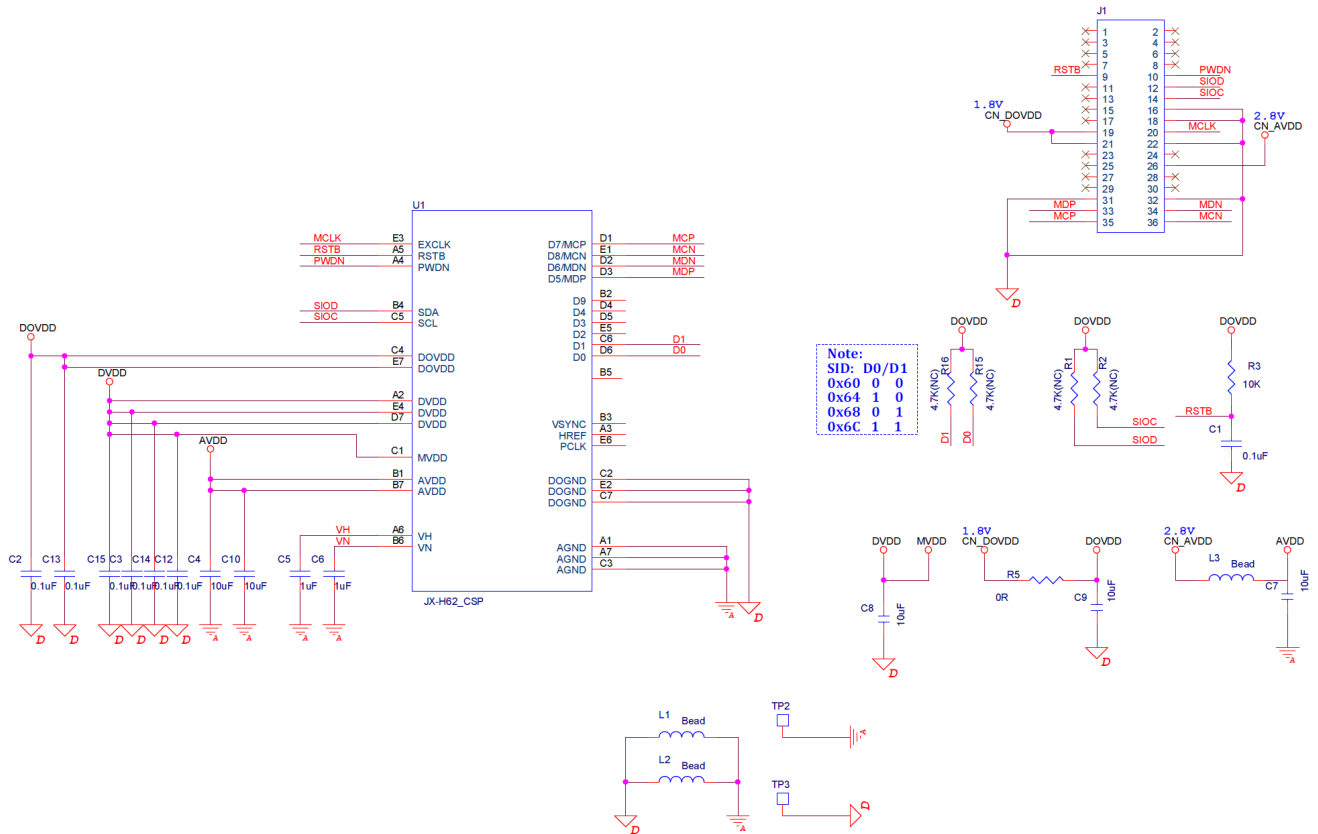 J1
1 2
3 4
5 6
7 8
RSTB 9 10 PWDN
11 12 SIOD
13 14 SIOC
15 16
17 18
19 20 MCLK
21 22
23 24
25 26
27 28
29 30
31 32
MDP 33 34 MDN
MCP 35 36 MCN
1.8V
CN_DOVDD
2.8V
CN_AVDD
D
U1
MCLK E3 EXCLK
RSTB A5 RSTB
PWDN A4 PWDN
SIOD B4 SDA
SIOC C5 SCL
C4 DOVDD
E7 DOVDD
A2 DVDD
E4 DVDD
D7 DVDD
C1 MVDD
B1 AVDD
B7 AVDD
VH A6 VH
VN B6 VN
D7/MCP D1 MCP
D8/MCN E1 MCN
D6/MDN D2 MDN
D5/MDP D3 MDP
D9 B2
D4 D4
D3 D5
D2 E5
D1 C6 D1
D0 D6 D0
B5
VSYNC B3
HREF A3
PCLK E6
DOGND C2
DOGND E2
DOGND C7
AGND A1
AGND A7
AGND C3
JX-H62_CSP
DOVDD
DVDD
AVDD
C2 C13 C15 C3 C14 C12 C4 C10 C5 C6
0.1uF 0.1uF 0.1uF 0.1uF 0.1uF 0.1uF 10uF 10uF 1uF 1uF
D D D D D D A A A A
A D
Note:
SID: D0/D1
0x60 0 0
0x64 1 0
0x68 0 1
0x6C 1 1
DOVDD
R16
4.7K(NC)
R15
4.7K(NC)
D1
D0
DOVDD
R1
4.7K(NC)
R2
4.7K(NC)
SIOC
SIOD
DOVDD
R3
10K
RSTB
C1
0.1uF
D
DVDD MVDD
C8
10uF
D
1.8V
CN_DOVDD
DOVDD
R5
0R
C9
10uF
D
2.8V
CN_AVDD
AVDD
L3
Bead
C7
10uF
A
L1 Bead
L2 Bead
D
A
TP2
A
TP3
D